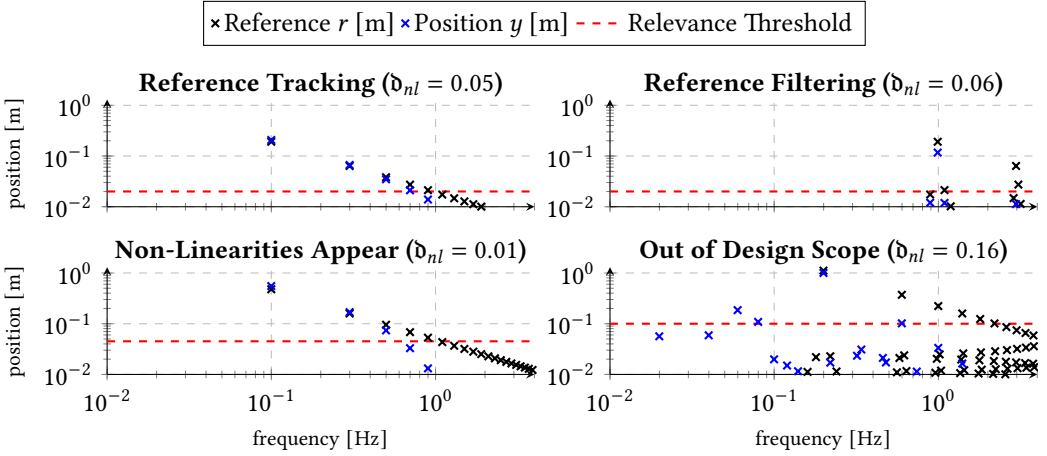 Reference r [m] Position y [m] Relevance Threshold
Reference Tracking (𝔡nl = 0.05)
position [m]
10^0
10^-1
10^-2
Reference Filtering (𝔡nl = 0.06)
10^0
10^-1
10^-2
Non-Linearities Appear (𝔡nl = 0.01)
position [m]
10^0
10^-1
10^-2
10^-2 10^-1 10^0
frequency [Hz]
Out of Design Scope (𝔡nl = 0.16)
10^0
10^-1
10^-2
10^-2 10^-1 10^0
frequency [Hz]